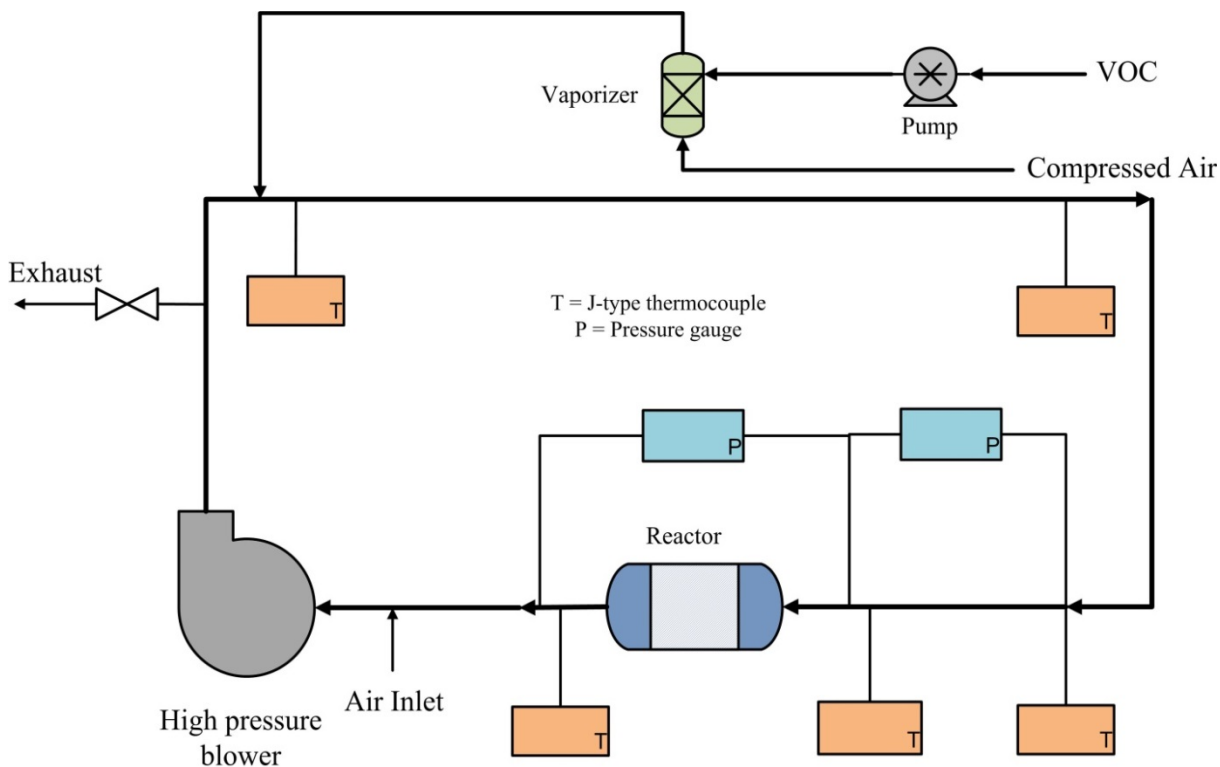 Vaporizer
VOC
Pump
Compressed Air
Exhaust
T
T = J-type thermocouple
P = Pressure gauge
T
P
P
Reactor
Air Inlet
High pressure
blower
T
T
T